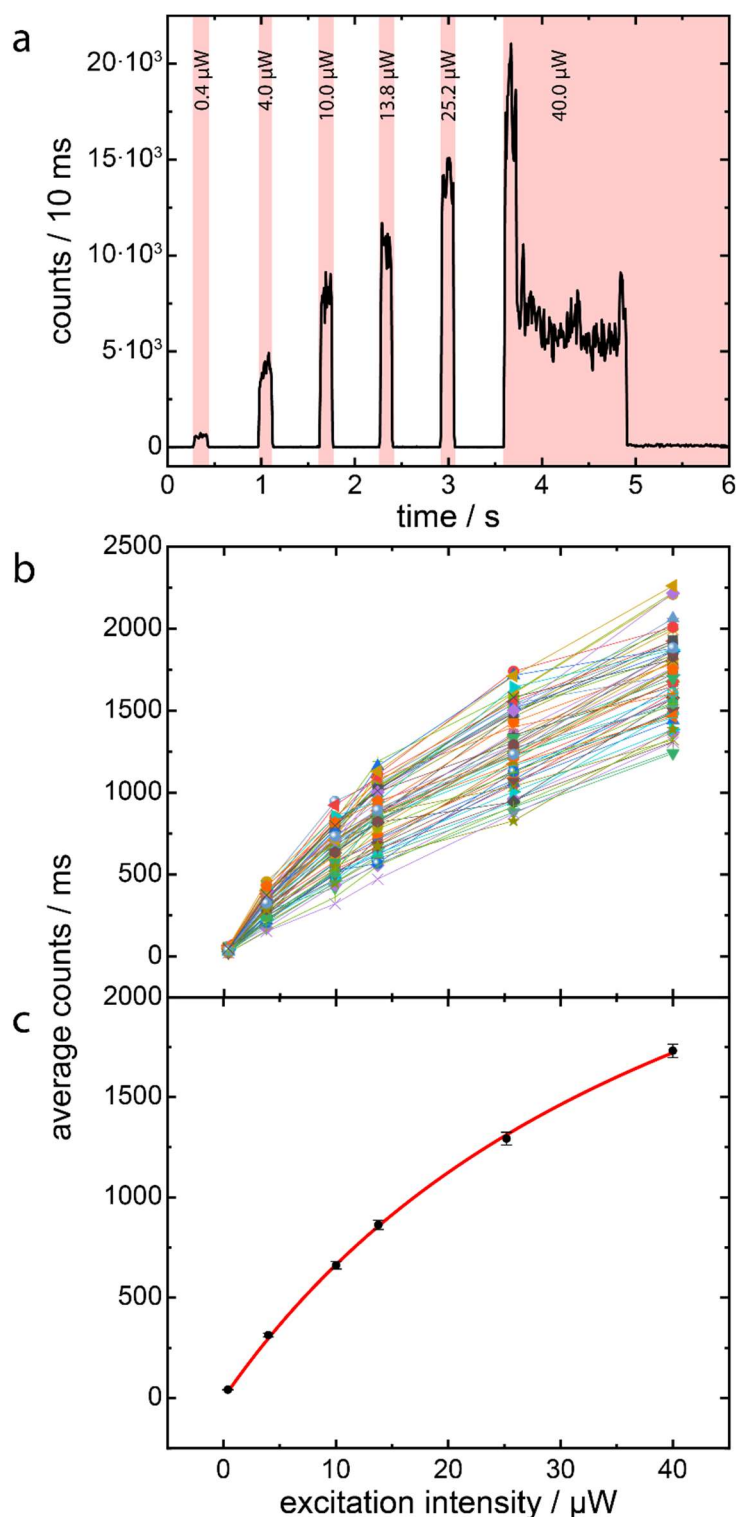 a
0.4 µW
4.0 µW
10.0 µW
13.8 µW
25.2 µW
40.0 µW
20·10³
15·10³
10·10³
5·10³
0
counts / 10 ms
0 1 2 3 4 5 6
time / s
b
2500
2000
1500
1000
500
0
average counts / ms
c
2000
1500
1000
500
0
0 10 20 30 40
excitation intensity / µW